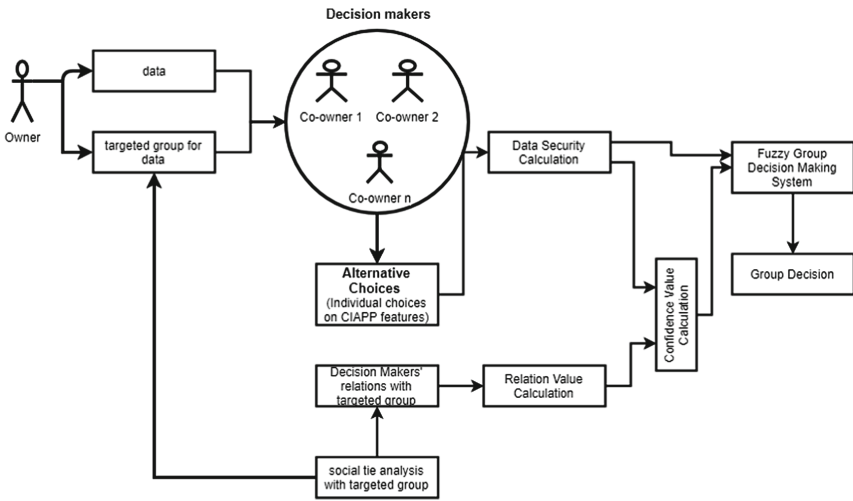 Decision makers
Owner
data
targeted group for
data
Co-owner 1
Co-owner 2
Co-owner n
Alternative
Choices
(Individual choices
on CIAPP features)
Data Security
Calculation
Fuzzy Group
Decision Making
System
Group Decision
Confidence Value
Calculation
Decision Makers'
relations with
targeted group
Relation Value
Calculation
social tie analysis
with targeted group